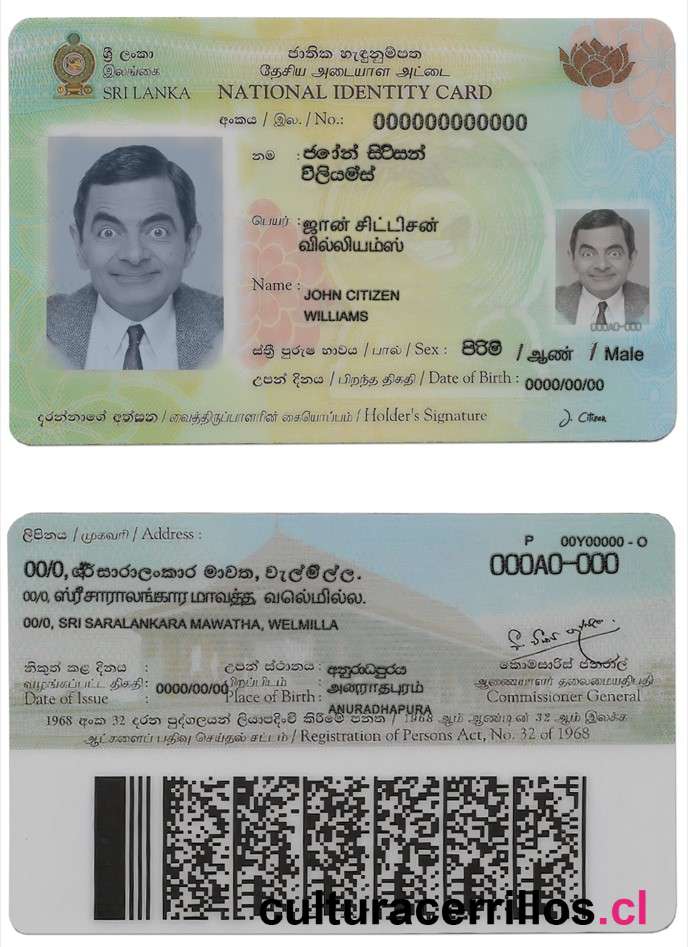 ශ්‍රී ලංකා
இலங்கை
SRI LANKA
ජාතික හැඳුනුම්පත
தேசிய அடையாள அட்டை
NATIONAL IDENTITY CARD
අංකය / இல. / No.: 000000000000
නම : ජෝන් සිටිසන්
විලියම්ස්
பெயர் : ஜான் சிட்டிசன்
வில்லியம்ஸ்
Name : JOHN CITIZEN
WILLIAMS
000A0-000
ස්ත්‍රී පුරුෂ භාවය / பால் / Sex : පිරිමි / ஆண் / Male
උපන් දිනය / பிறந்த திகதி / Date of Birth : 0000/00/00
දරන්නාගේ අත්සන / வைத்திருப்பாளரின் கையொப்பம் / Holder's Signature
J. Citizen
ලිපිනය / முகவரி / Address :
P 00Y00000 - O
000A0-000
00/0, ශ්‍රී සාරාලංකාර මාවත, වැල්මිල්ල.
00/0, ஸ்ரீ சாராலங்கார மாவத்த, வலெமில்ல.
00/0, SRI SARALANKARA MAWATHA, WELMILLA
නිකුත් කළ දිනය :
வழங்கப்பட்ட திகதி : 0000/00/00
Date of Issue :
උපන් ස්ථානය : අනුරාධපුරය
பிறப்பிடம் : அனுராதபுரம்
Place of Birth : ANURADHAPURA
කොමසාරිස් ජනරාල්
ஆணையாளர் தலைமையதிபதி
Commissioner General
1968 අංක 32 දරන පුද්ගලයන් ලියාපදිංචි කිරීමේ පනත / 1968 ஆம் ஆண்டின் 32 ஆம் இலக்க
ஆட்களைப் பதிவு செய்தல் சட்டம் / Registration of Persons Act, No. 32 of 1968
culturacerrillos.cl